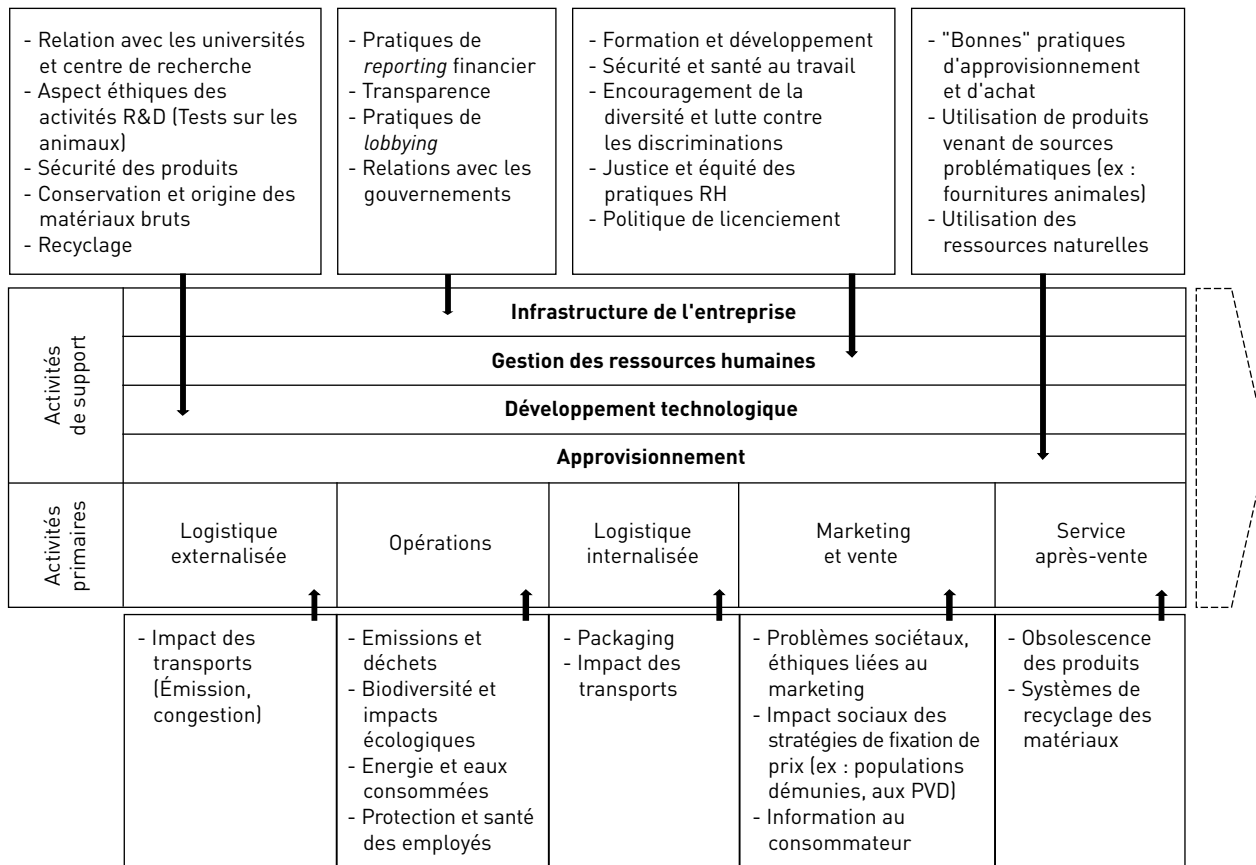 - Relation avec les universités
et centre de recherche
- Aspect éthiques des
activités R&D (Tests sur les
animaux)
- Sécurité des produits
- Conservation et origine des
matériaux bruts
- Recyclage
- Pratiques de
reporting financier
- Transparence
- Pratiques de
lobbying
- Relations avec les
gouvernements
- Formation et développement
- Sécurité et santé au travail
- Encouragement de la
diversité et lutte contre
les discriminations
- Justice et équité des
pratiques RH
- Politique de licenciement
- "Bonnes" pratiques
d'approvisionnement
et d'achat
- Utilisation de produits
venant de sources
problématiques (ex :
fournitures animales)
- Utilisation des
ressources naturelles
Activités
de support
Infrastructure de l'entreprise
Gestion des ressources humaines
Développement technologique
Approvisionnement
Activités
primaires
Logistique
externalisée
Opérations
Logistique
internalisée
Marketing
et vente
Service
après-vente
- Impact des
transports
(Émission,
congestion)
- Emissions et
déchets
- Biodiversité et
impacts
écologiques
- Energie et eaux
consommées
- Protection et santé
des employés
- Packaging
- Impact des
transports
- Problèmes sociétaux,
éthiques liées au
marketing
- Impact sociaux des
stratégies de fixation de
prix (ex : populations
démunies, aux PVD)
- Information au
consommateur
- Obsolescence
des produits
- Systèmes de
recyclage des
matériaux